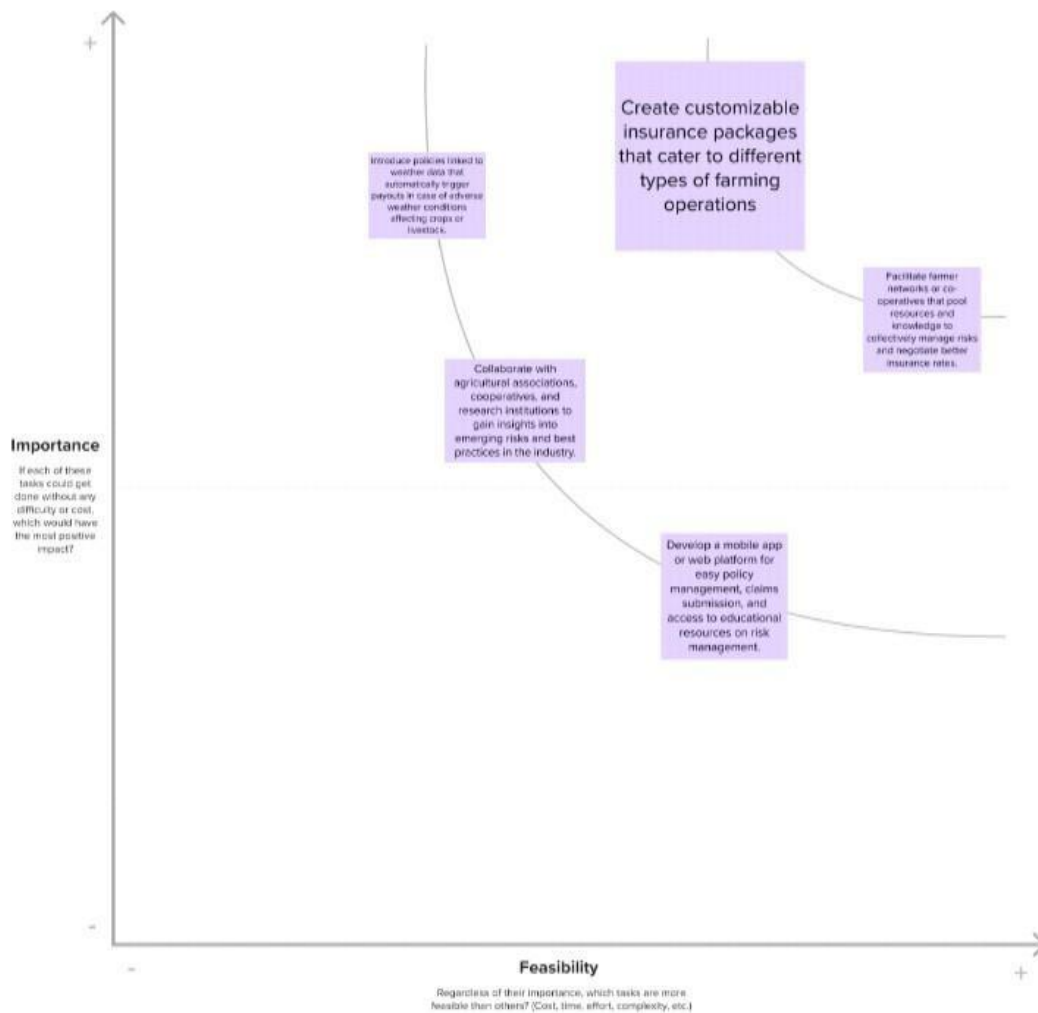 +
Introduce policies linked to
weather data that
automatically trigger
payouts in case of adverse
weather conditions
affecting crops or
livestock.
Create customizable
insurance packages
that cater to different
types of farming
operations
Facilitate farmer
networks or co-
operatives that pool
resources and
knowledge to
collectively manage risks
and negotiate better
insurance rates.
Collaborate with
agricultural associations,
cooperatives, and
research institutions to
gain insights into
emerging risks and best
practices in the industry.
Importance
If each of these
tasks could get
done without any
difficulty or cost,
which would have
the most positive
impact?
Develop a mobile app
or web platform for
easy policy
management, claims
submission, and
access to educational
resources on risk
management.
-
-
Feasibility
+
Regardless of their importance, which tasks are more
feasible than others? (Cost, time, effort, complexity, etc.)